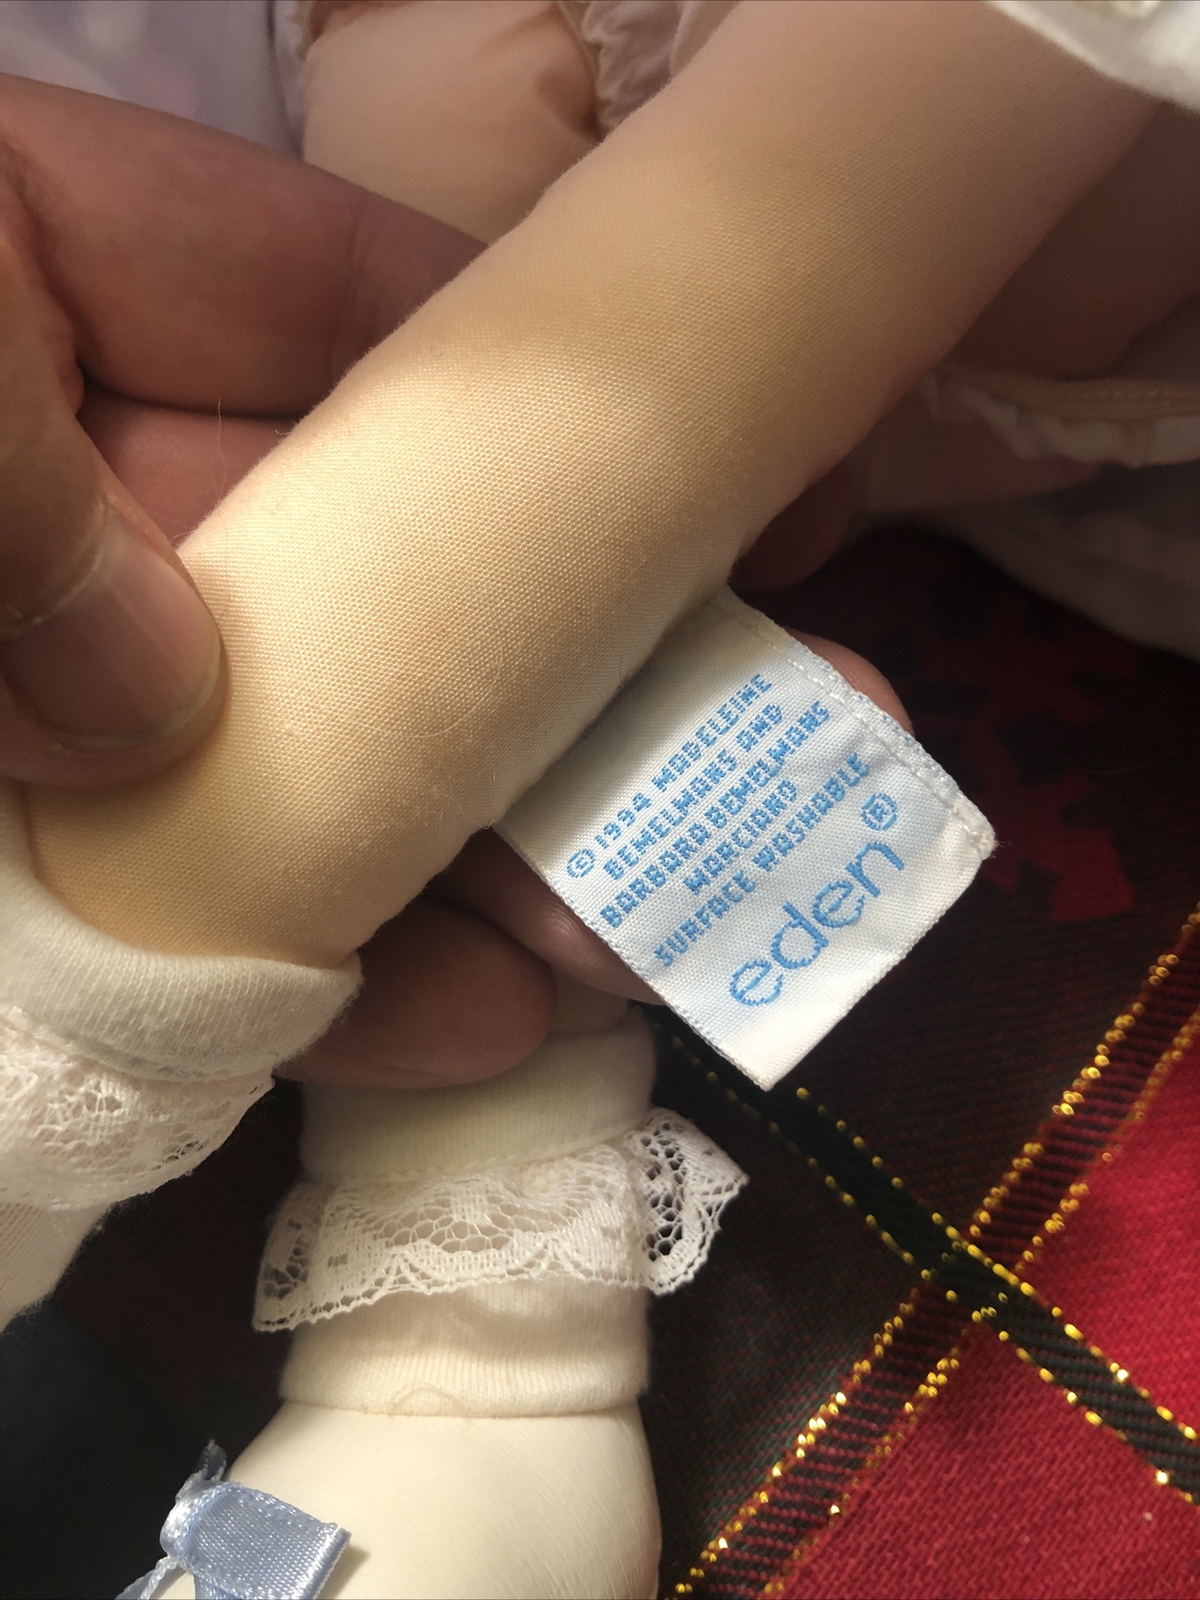 © 1994 MADELEINE
BEMELMANS AND
BARBARA BEMELMANS
MARCIANO
SURFACE WASHABLE
eden®